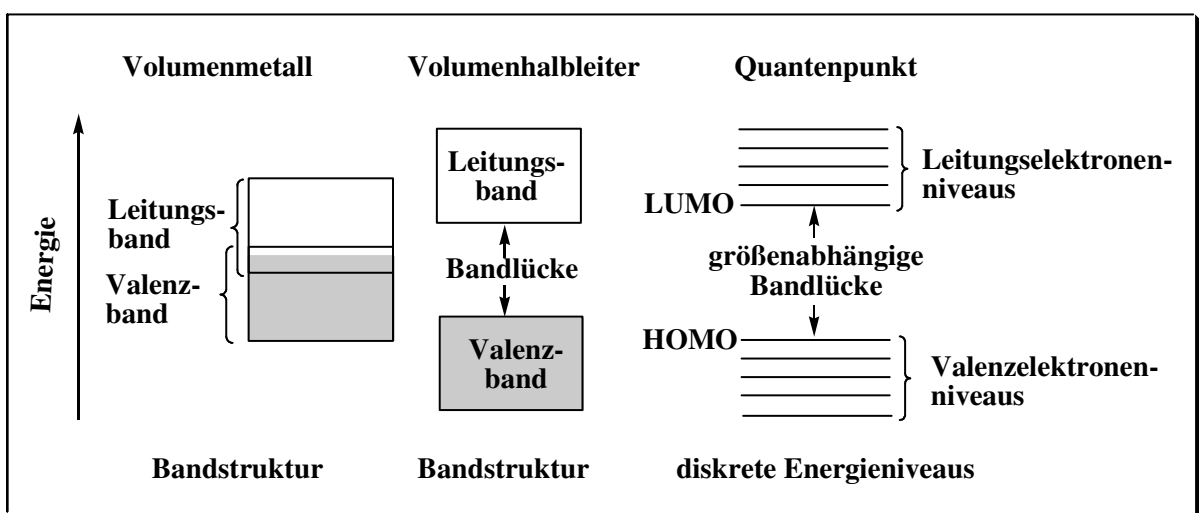 Volumenmetall
Volumenhalbleiter
Quantenpunkt
Energie
Leitungs-
band
Valenz-
band
Leitungs-
band
Bandlücke
Valenz-
band
LUMO
größenabhängige
Bandlücke
HOMO
Leitungselektronen-
niveaus
Valenzelektronen-
niveaus
Bandstruktur
Bandstruktur
diskrete Energieniveaus